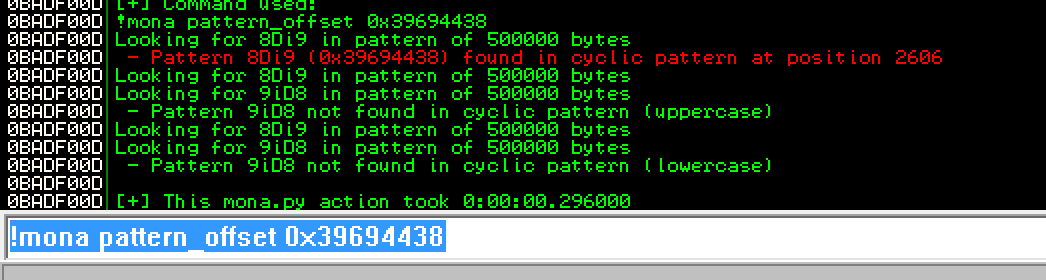 0BADF00D [+] Command used:
0BADF00D !mona pattern_offset 0x39694438
0BADF00D Looking for 8Di9 in pattern of 500000 bytes
0BADF00D - Pattern 8Di9 (0x39694438) found in cyclic pattern at position 2606
0BADF00D Looking for 8Di9 in pattern of 500000 bytes
0BADF00D Looking for 9iD8 in pattern of 500000 bytes
0BADF00D - Pattern 9iD8 not found in cyclic pattern (uppercase)
0BADF00D Looking for 8Di9 in pattern of 500000 bytes
0BADF00D Looking for 9iD8 in pattern of 500000 bytes
0BADF00D - Pattern 9iD8 not found in cyclic pattern (lowercase)
0BADF00D
0BADF00D [+] This mona.py action took 0:00:00.296000
!mona pattern_offset 0x39694438